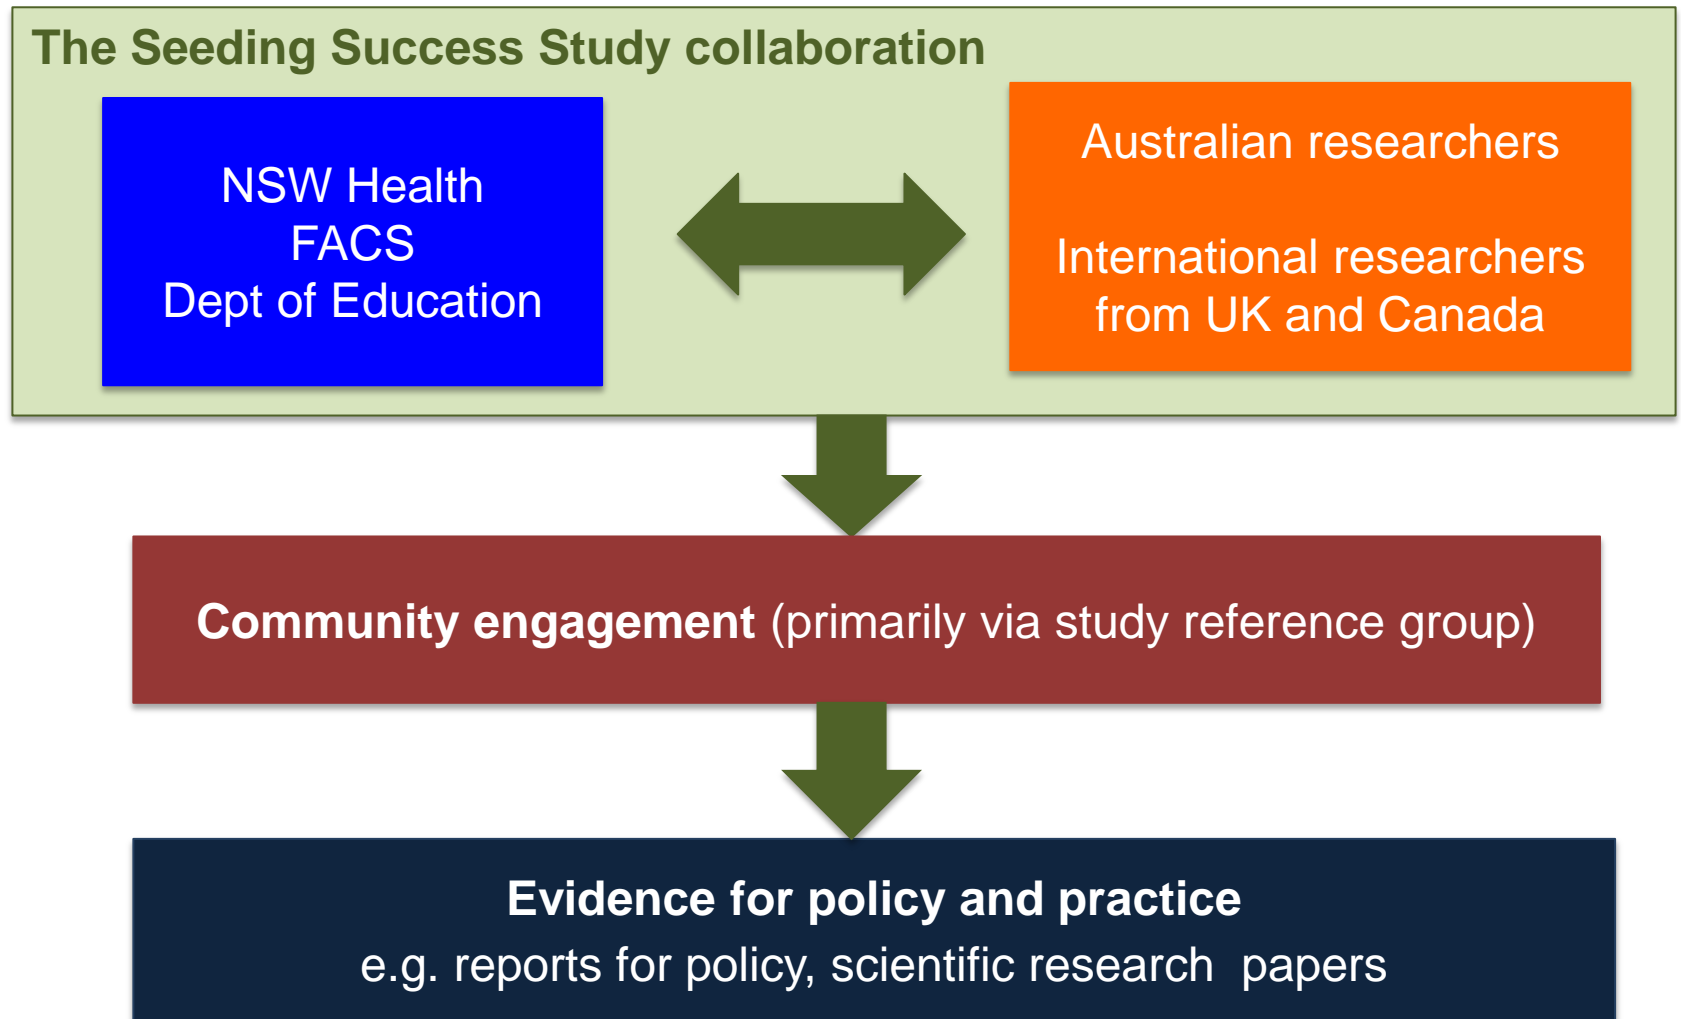 The Seeding Success Study collaboration
NSW Health
FACS
Dept of Education
Australian researchers
International researchers
from UK and Canada
Community engagement (primarily via study reference group)
Evidence for policy and practice
e.g. reports for policy, scientific research  papers